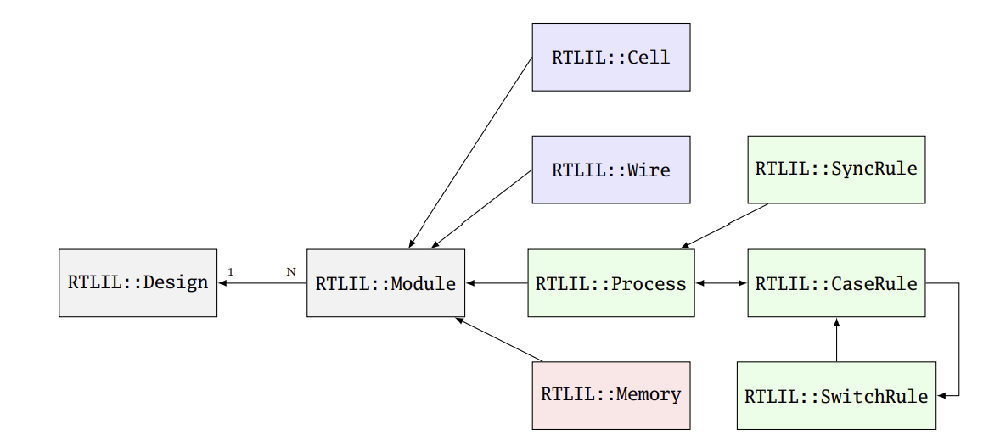 RTLIL::Cell
RTLIL::Wire
RTLIL::SyncRule
RTLIL::Design
1
N
RTLIL::Module
RTLIL::Process
RTLIL::CaseRule
RTLIL::Memory
RTLIL::SwitchRule